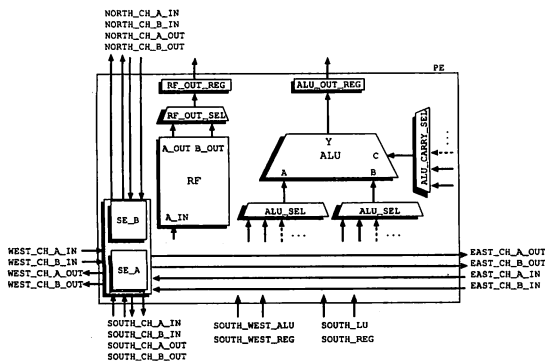 NORTH_CH_A_IN
NORTH_CH_B_IN
NORTH_CH_A_OUT
NORTH_CH_B_OUT
PE
RF_OUT_REG
ALU_OUT_REG
RF_OUT_SEL
ALU_CARRY_SEL
A_OUT B_OUT
RF
A_IN
Y
ALU
C
A
B
ALU_SEL
ALU_SEL
SE_B
SE_A
WEST_CH_A_IN
WEST_CH_B_IN
WEST_CH_A_OUT
WEST_CH_B_OUT
EAST_CH_A_OUT
EAST_CH_B_OUT
EAST_CH_A_IN
EAST_CH_B_IN
SOUTH_CH_A_IN
SOUTH_CH_B_IN
SOUTH_CH_A_OUT
SOUTH_CH_B_OUT
SOUTH_WEST_ALU
SOUTH_WEST_REG
SOUTH_LU
SOUTH_REG